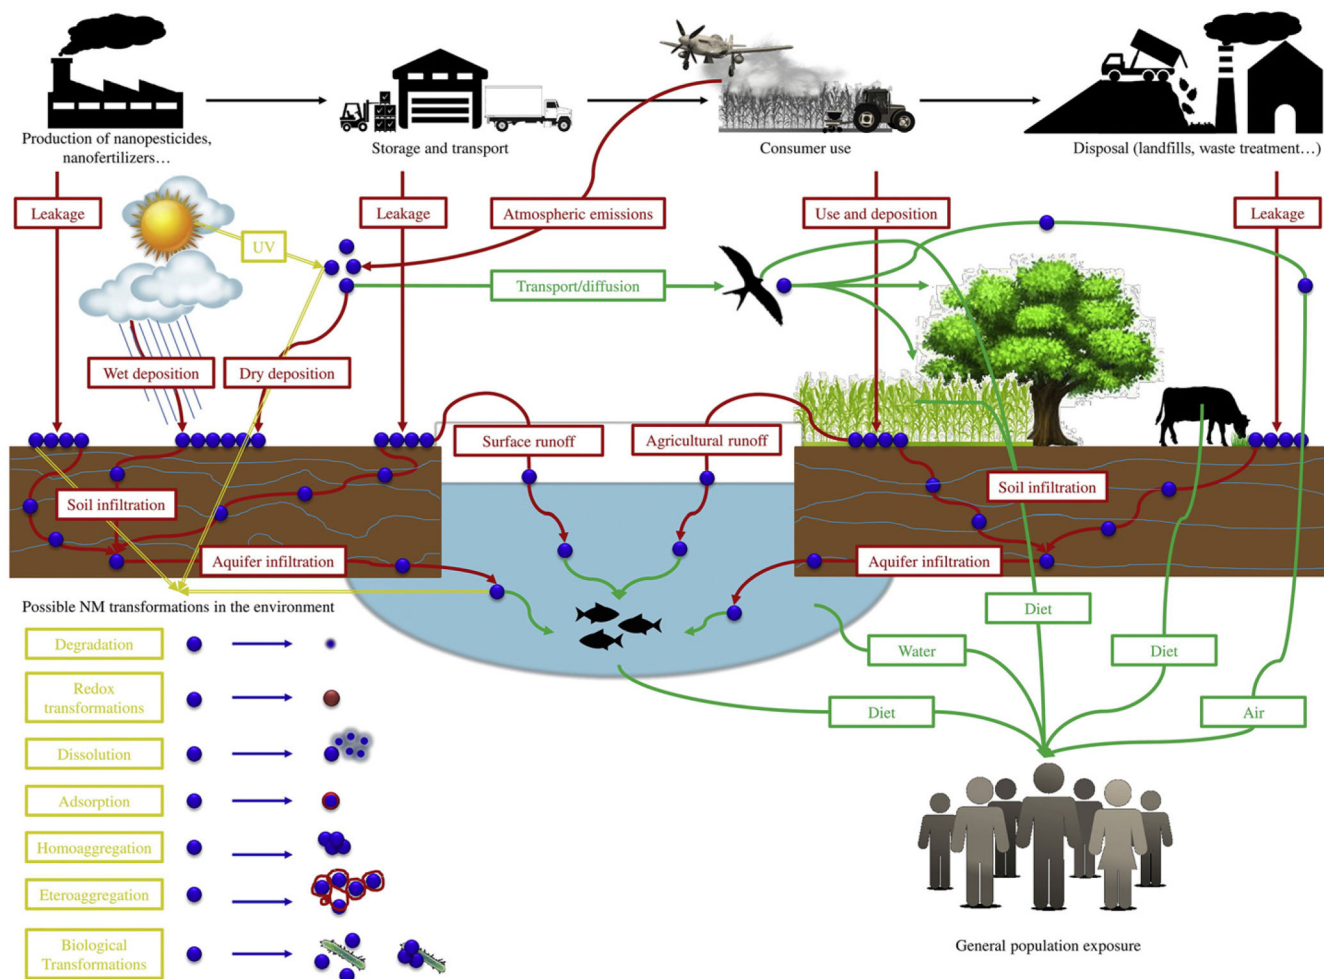 Production of nanopesticides,
nanofertilizers…
Storage and transport
Consumer use
Disposal (landfills, waste treatment…)
Leakage
Leakage
Atmospheric emissions
Use and deposition
Leakage
UV
Transport/diffusion
Wet deposition
Dry deposition
Surface runoff
Agricultural runoff
Soil infiltration
Soil infiltration
Aquifer infiltration
Aquifer infiltration
Possible NM transformations in the environment
Diet
Water
Diet
Diet
Air
Degradation
Redox
transformations
Dissolution
Adsorption
Homoaggregation
Eteroaggregation
Biological
Transformations
General population exposure